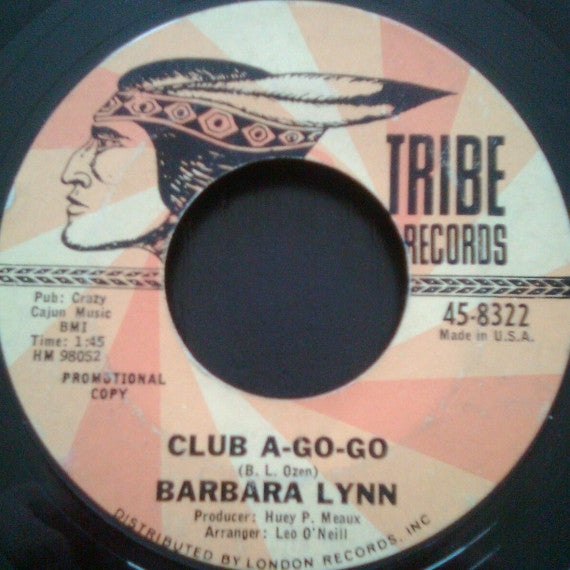 TRIBE
RECORDS
45-8322
Made in U.S.A.
Pub: Crazy
Cajun Music
BMI
Time: 1:45
HM 98052
PROMOTIONAL
COPY
CLUB A-GO-GO
(B. L. Ozen)
BARBARA LYNN
Producer: Huey P. Meaux
Arranger: Leo O'Neill
DISTRIBUTED BY LONDON RECORDS, INC